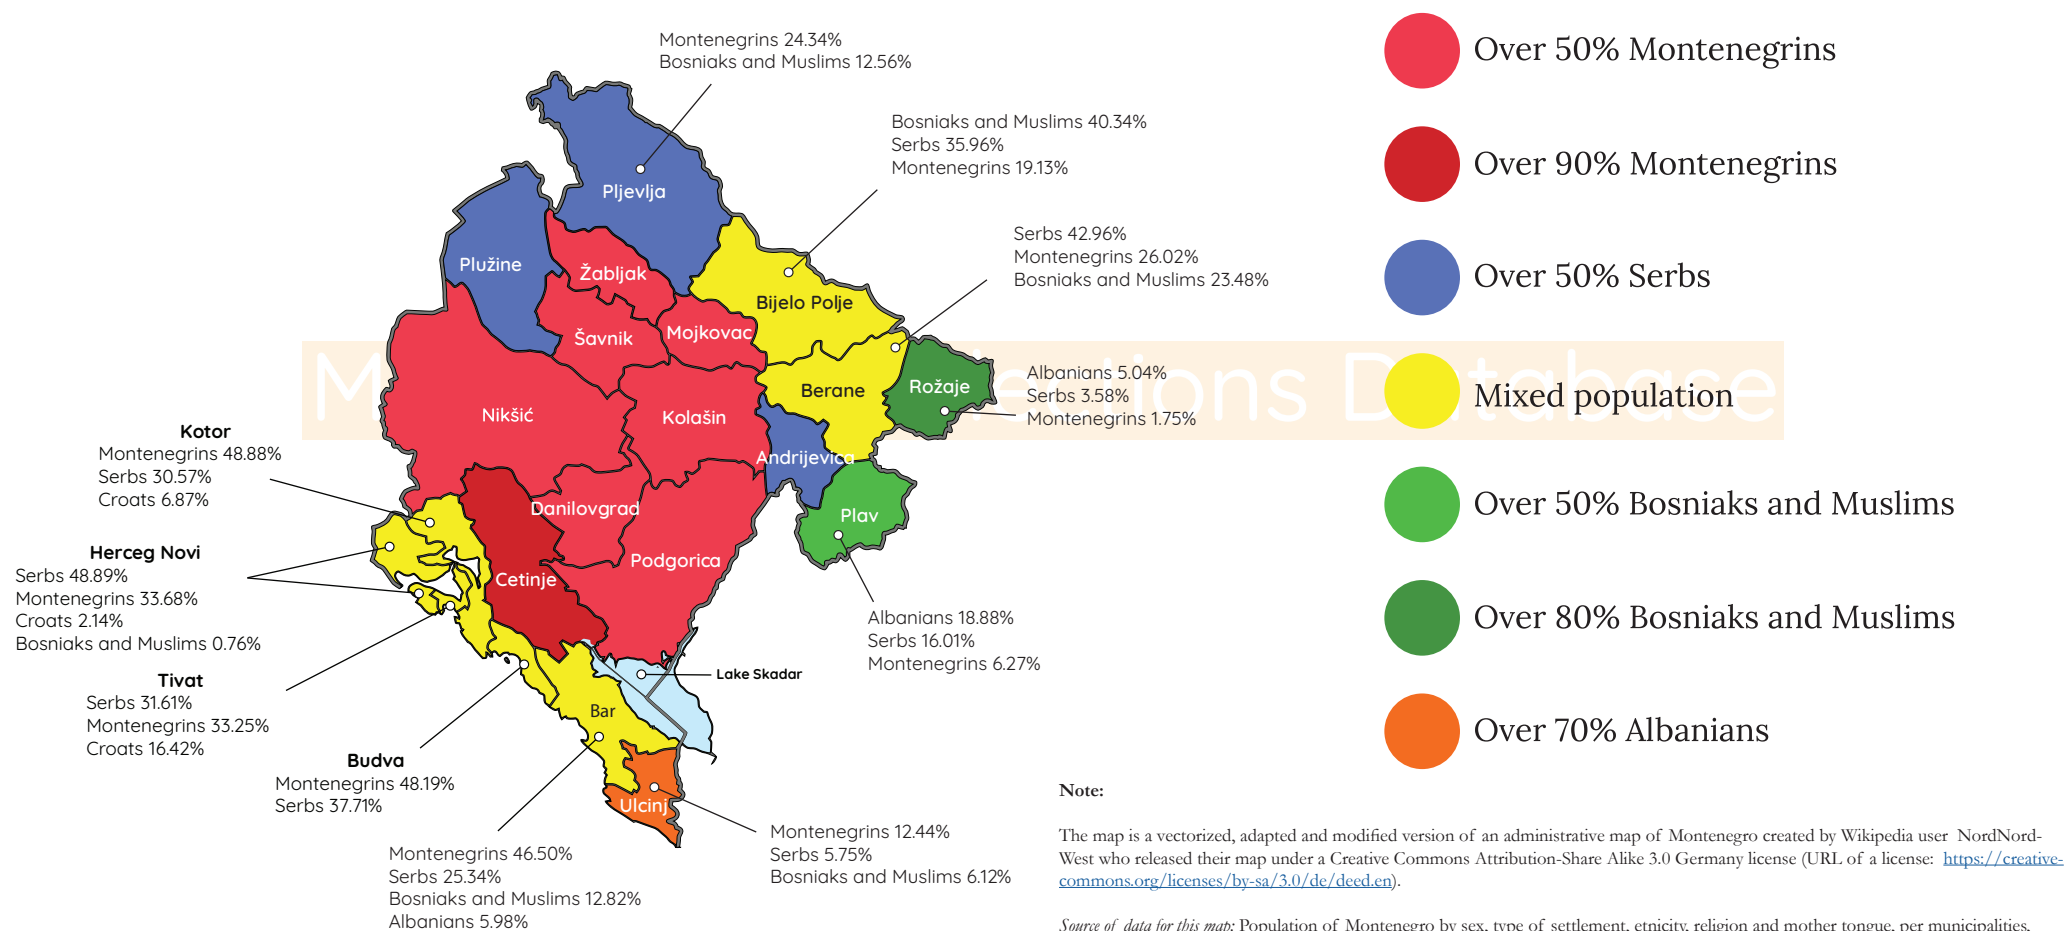 Montenegrins 24.34%
Bosniaks and Muslims 12.56%
Bosniaks and Muslims 40.34%
Serbs 35.96%
Montenegrins 19.13%
Serbs 42.96%
Montenegrins 26.02%
Bosniaks and Muslims 23.48%
Albanians 5.04%
Serbs 3.58%
Montenegrins 1.75%
Pljevlja
Plužine
Žabljak
Bijelo Polje
Šavnik
Mojkovac
Berane
Rožaje
Nikšić
Kolašin
Andrijevica
Danilovgrad
Plav
Podgorica
Cetinje
Lake Skadar
Bar
Ulcinj
Kotor
Montenegrins 48.88%
Serbs 30.57%
Croats 6.87%
Herceg Novi
Serbs 48.89%
Montenegrins 33.68%
Croats 2.14%
Bosniaks and Muslims 0.76%
Tivat
Serbs 31.61%
Montenegrins 33.25%
Croats 16.42%
Budva
Montenegrins 48.19%
Serbs 37.71%
Montenegrins 46.50%
Serbs 25.34%
Bosniaks and Muslims 12.82%
Albanians 5.98%
Albanians 18.88%
Serbs 16.01%
Montenegrins 6.27%
Montenegrins 12.44%
Serbs 5.75%
Bosniaks and Muslims 6.12%
Over 50% Montenegrins
Over 90% Montenegrins
Over 50% Serbs
Mixed population
Over 50% Bosniaks and Muslims
Over 80% Bosniaks and Muslims
Over 70% Albanians
Note:
The map is a vectorized, adapted and modified version of an administrative map of Montenegro created by Wikipedia user NordNord-
West who released their map under a Creative Commons Attribution-Share Alike 3.0 Germany license (URL of a license: https://creative-
commons.org/licenses/by-sa/3.0/de/deed.en).
Source of data for this map: Population of Montenegro by sex, type of settlement, etnicity, religion and mother tongue, per municipalities,